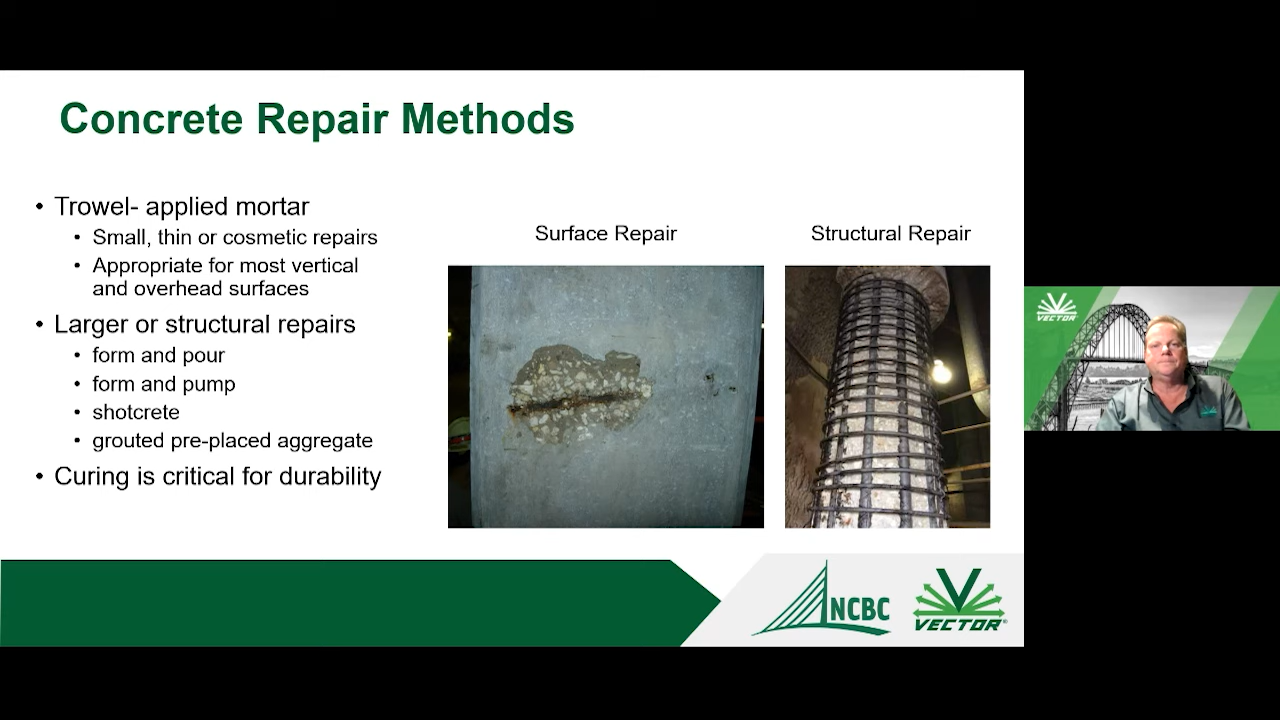 Concrete Repair Methods
• Trowel- applied mortar
• Small, thin or cosmetic repairs
• Appropriate for most vertical
and overhead surfaces
• Larger or structural repairs
• form and pour
• form and pump
• shotcrete
• grouted pre-placed aggregate
• Curing is critical for durability
Surface Repair
Structural Repair
NCBC
VECTOR®
VECTOR